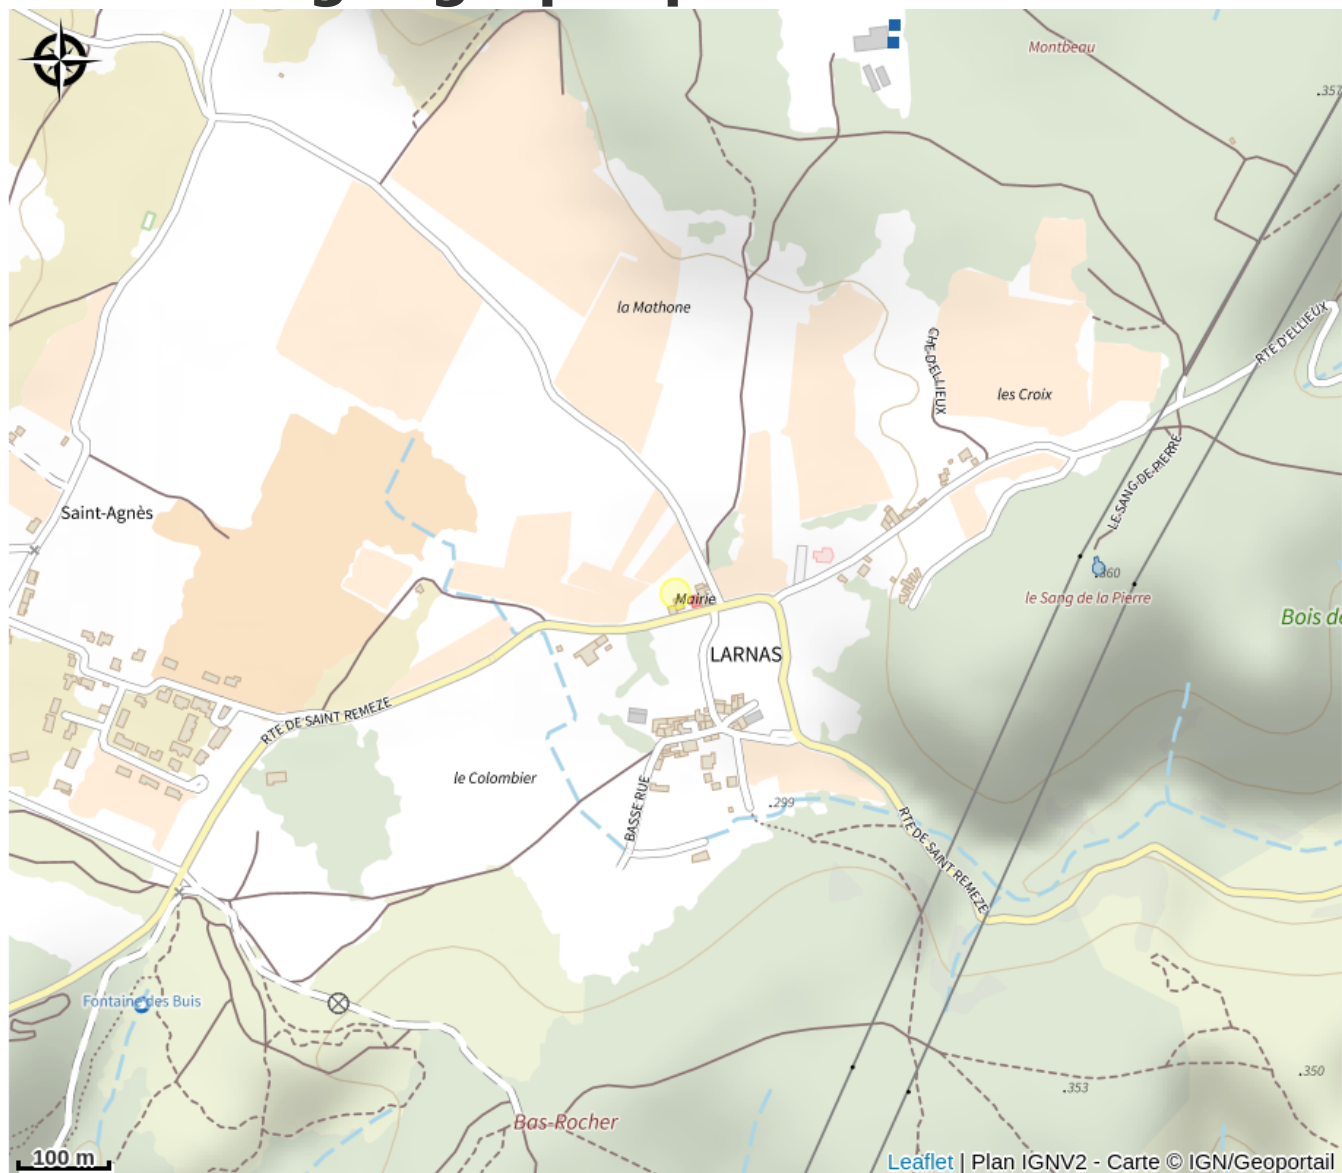 Montbeau
.357
la Mathone
CHE D'ELLIEUX
RTE D'ELLIEUX
les Croix
LE-SANG-DE-PIERRE
Saint-Agnès
360
le Sang de la Pierre
Mairie
Bois de
LARNAS
RTE DE SAINT REMEZE
le Colombier
BASSE RUE
.299
RTE DE SAINT REMEZE
Fontaine des Buis
.350
.353
Bas-Rocher
100 m
Leaflet | Plan IGNV2 - Carte © IGN/Geoportail